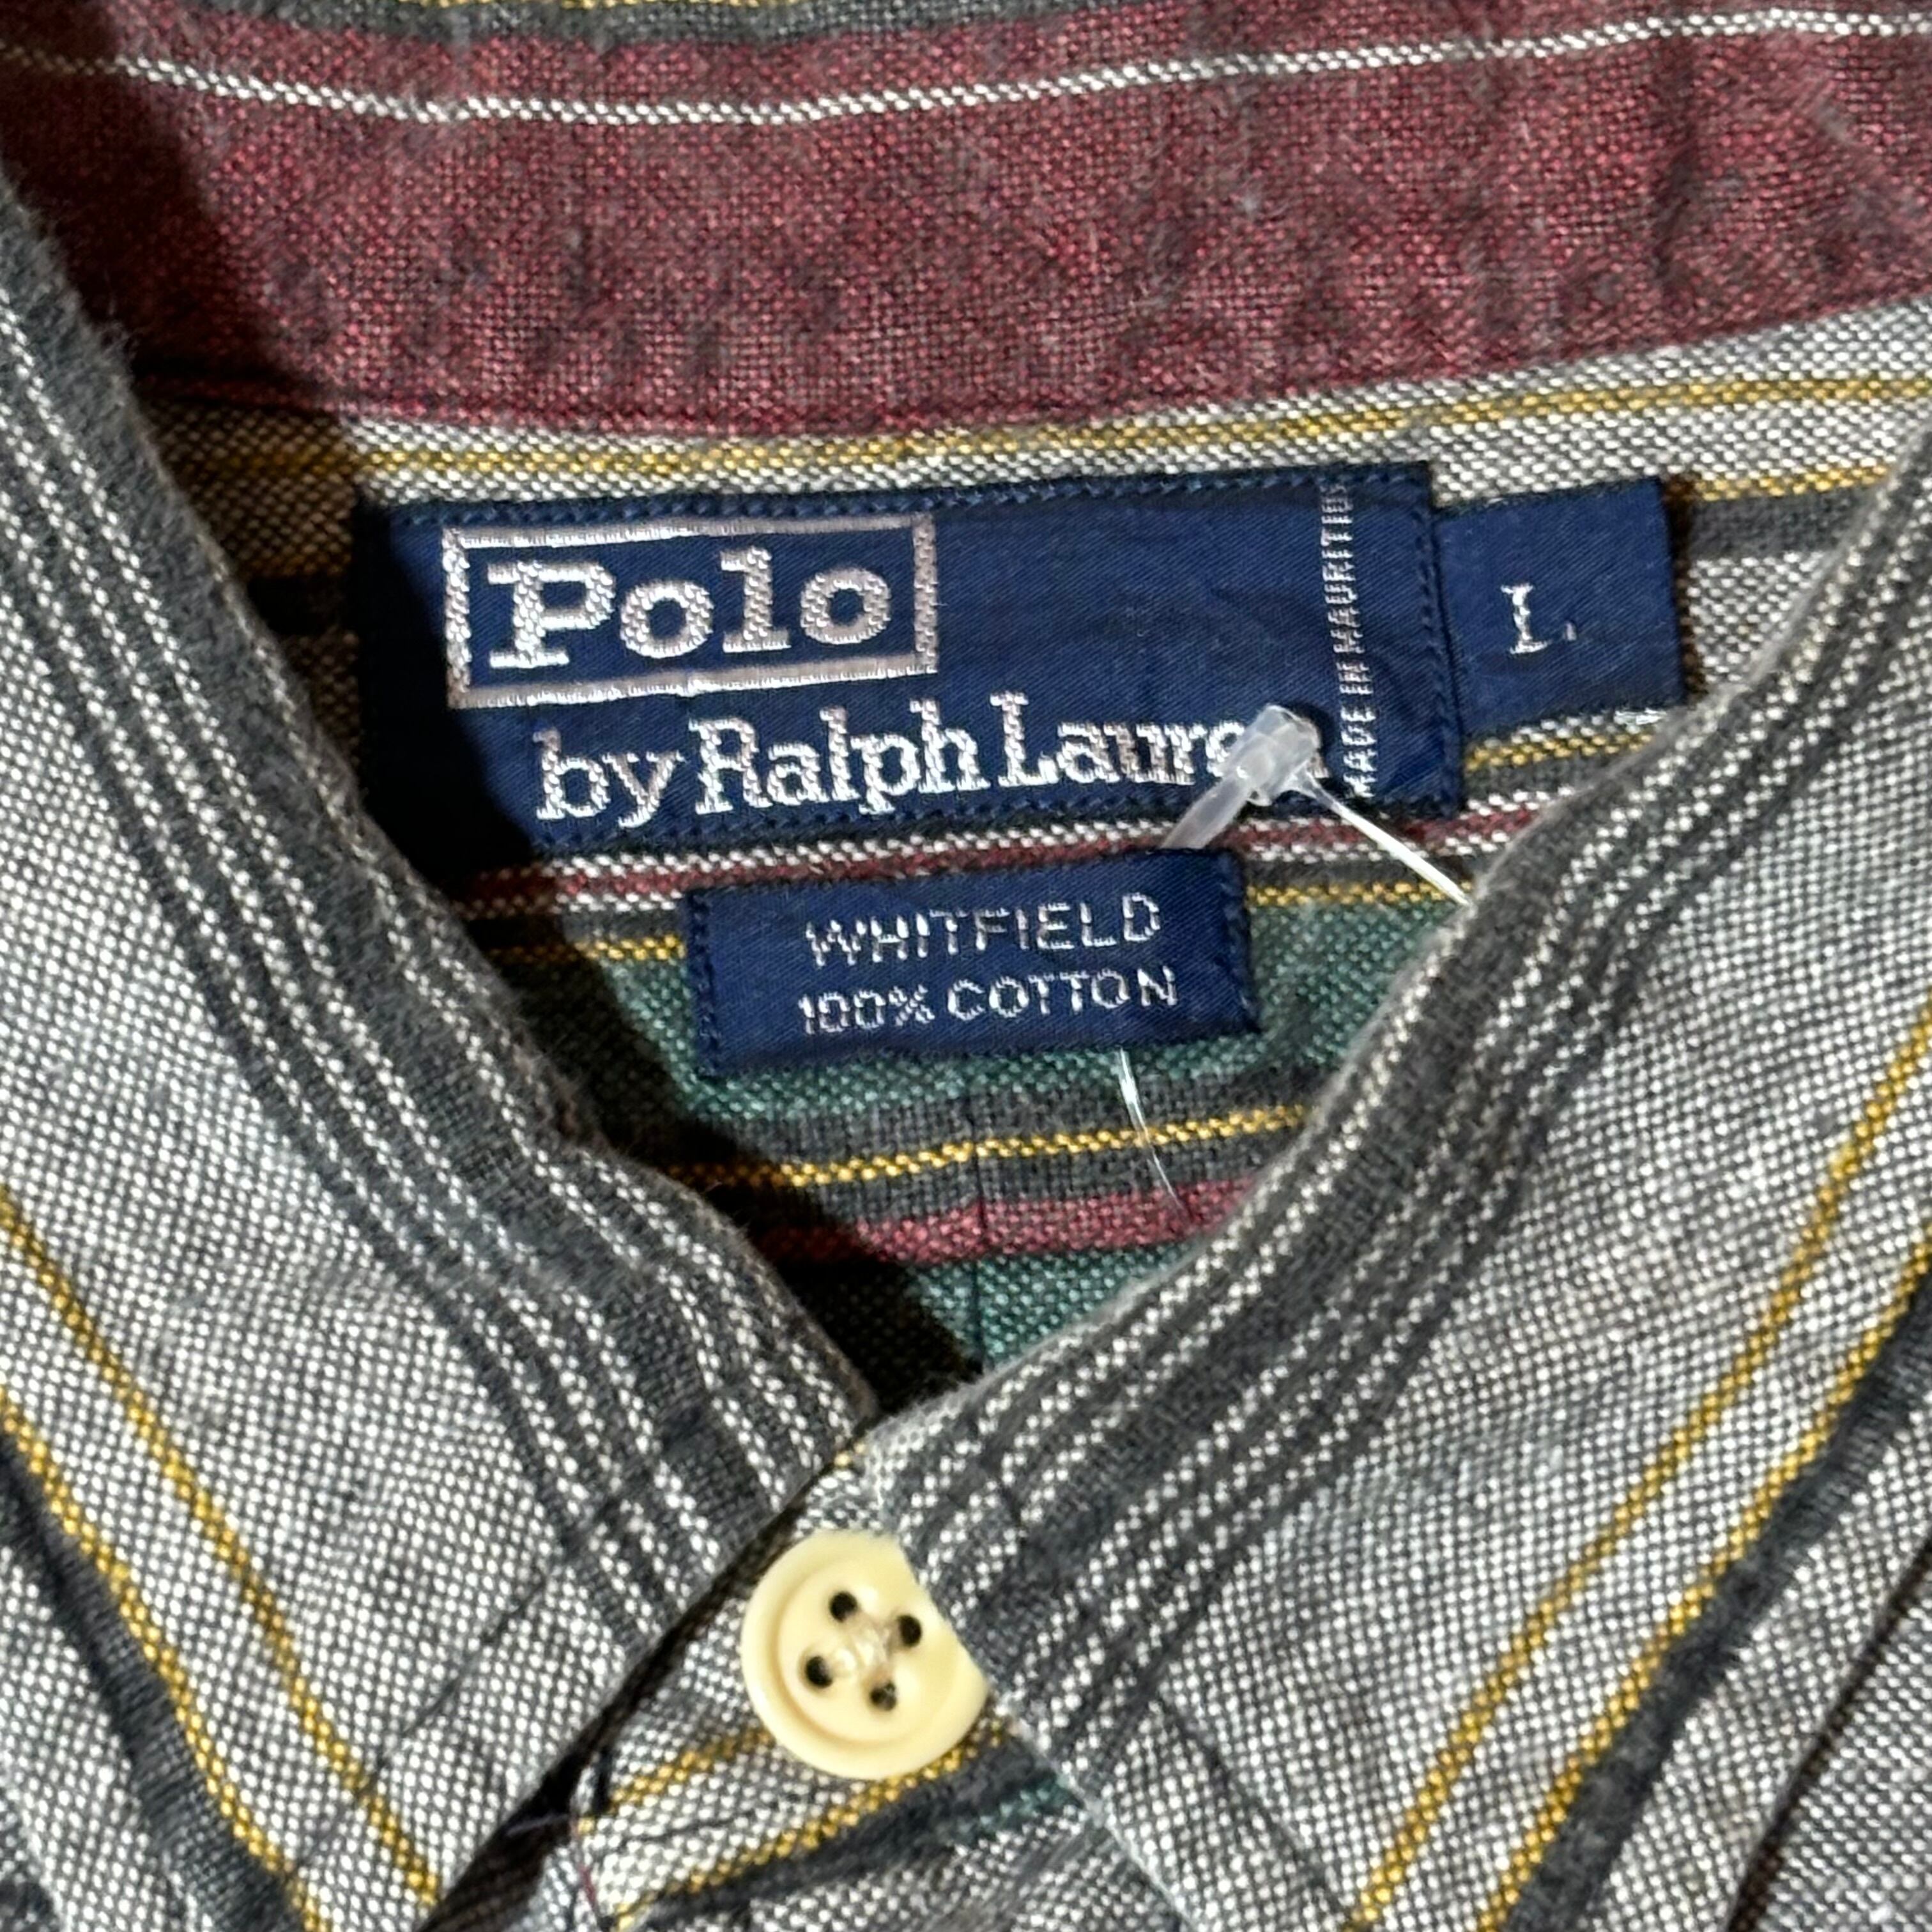 Polo
by Ralph Lauren
MADE IN MAURITIUS
L.
WHITFIELD
100% COTTON